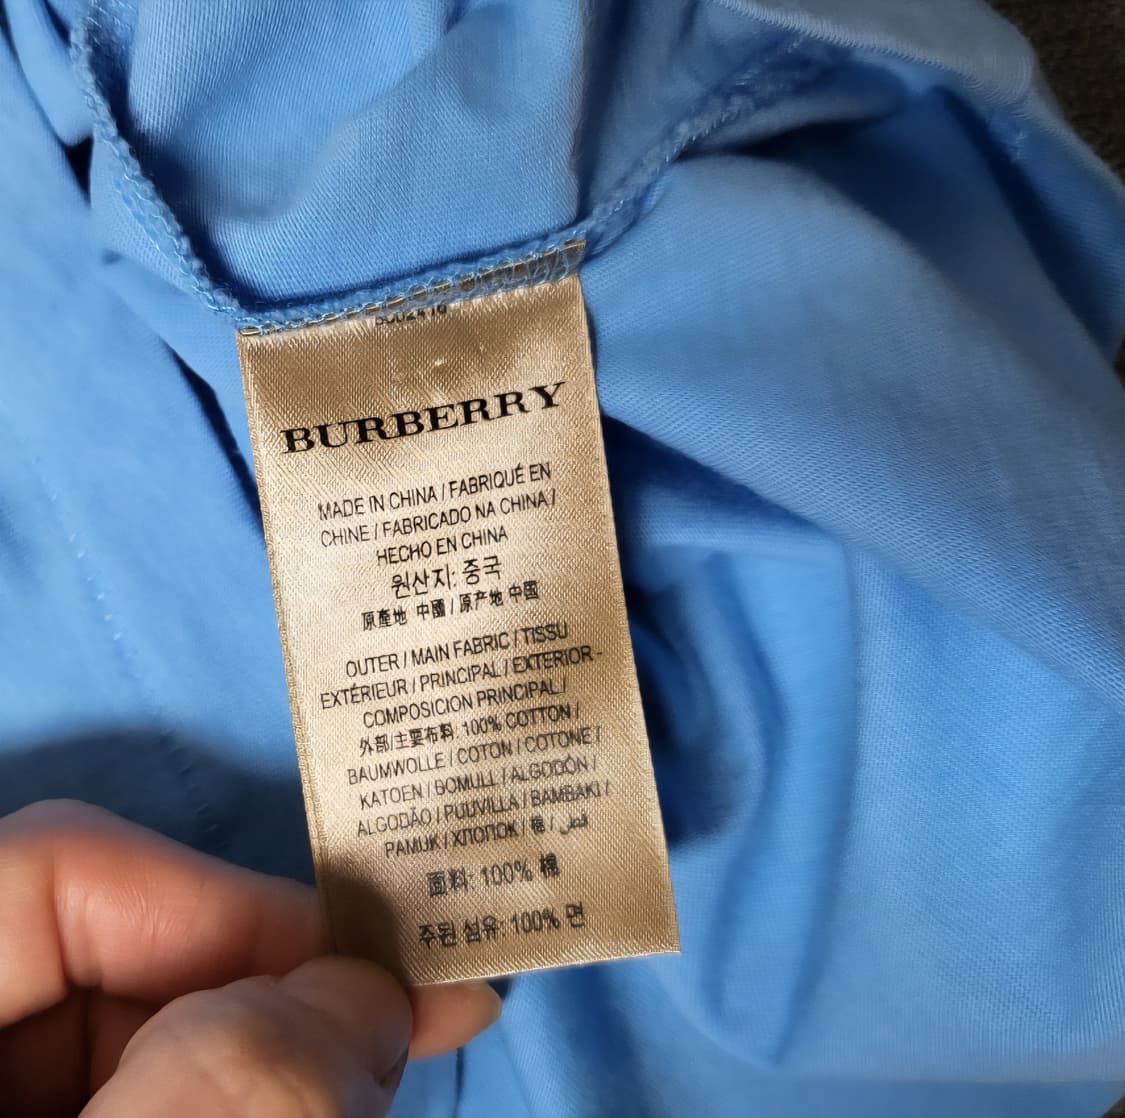 BURBERRY
MADE IN CHINA / FABRIQUÉ EN
CHINE / FABRICADO NA CHINA /
HECHO EN CHINA
원산지: 중국
原產地 中國 / 原产地 中国
OUTER / MAIN FABRIC / TISSU
EXTÉRIEUR / PRINCIPAL / EXTERIOR -
COMPOSICION PRINCIPAL /
外部/主要布料: 100% COTTON /
BAUMWOLLE / COTON / COTONE /
KATOEN / BOMULL / ALGODÓN /
ALGODÃO / PUUVILLA / BAMBAKI /
PAMUK / ХЛОПОК / 棉 / قطن
面料: 100% 棉
주원 섬유: 100% 면